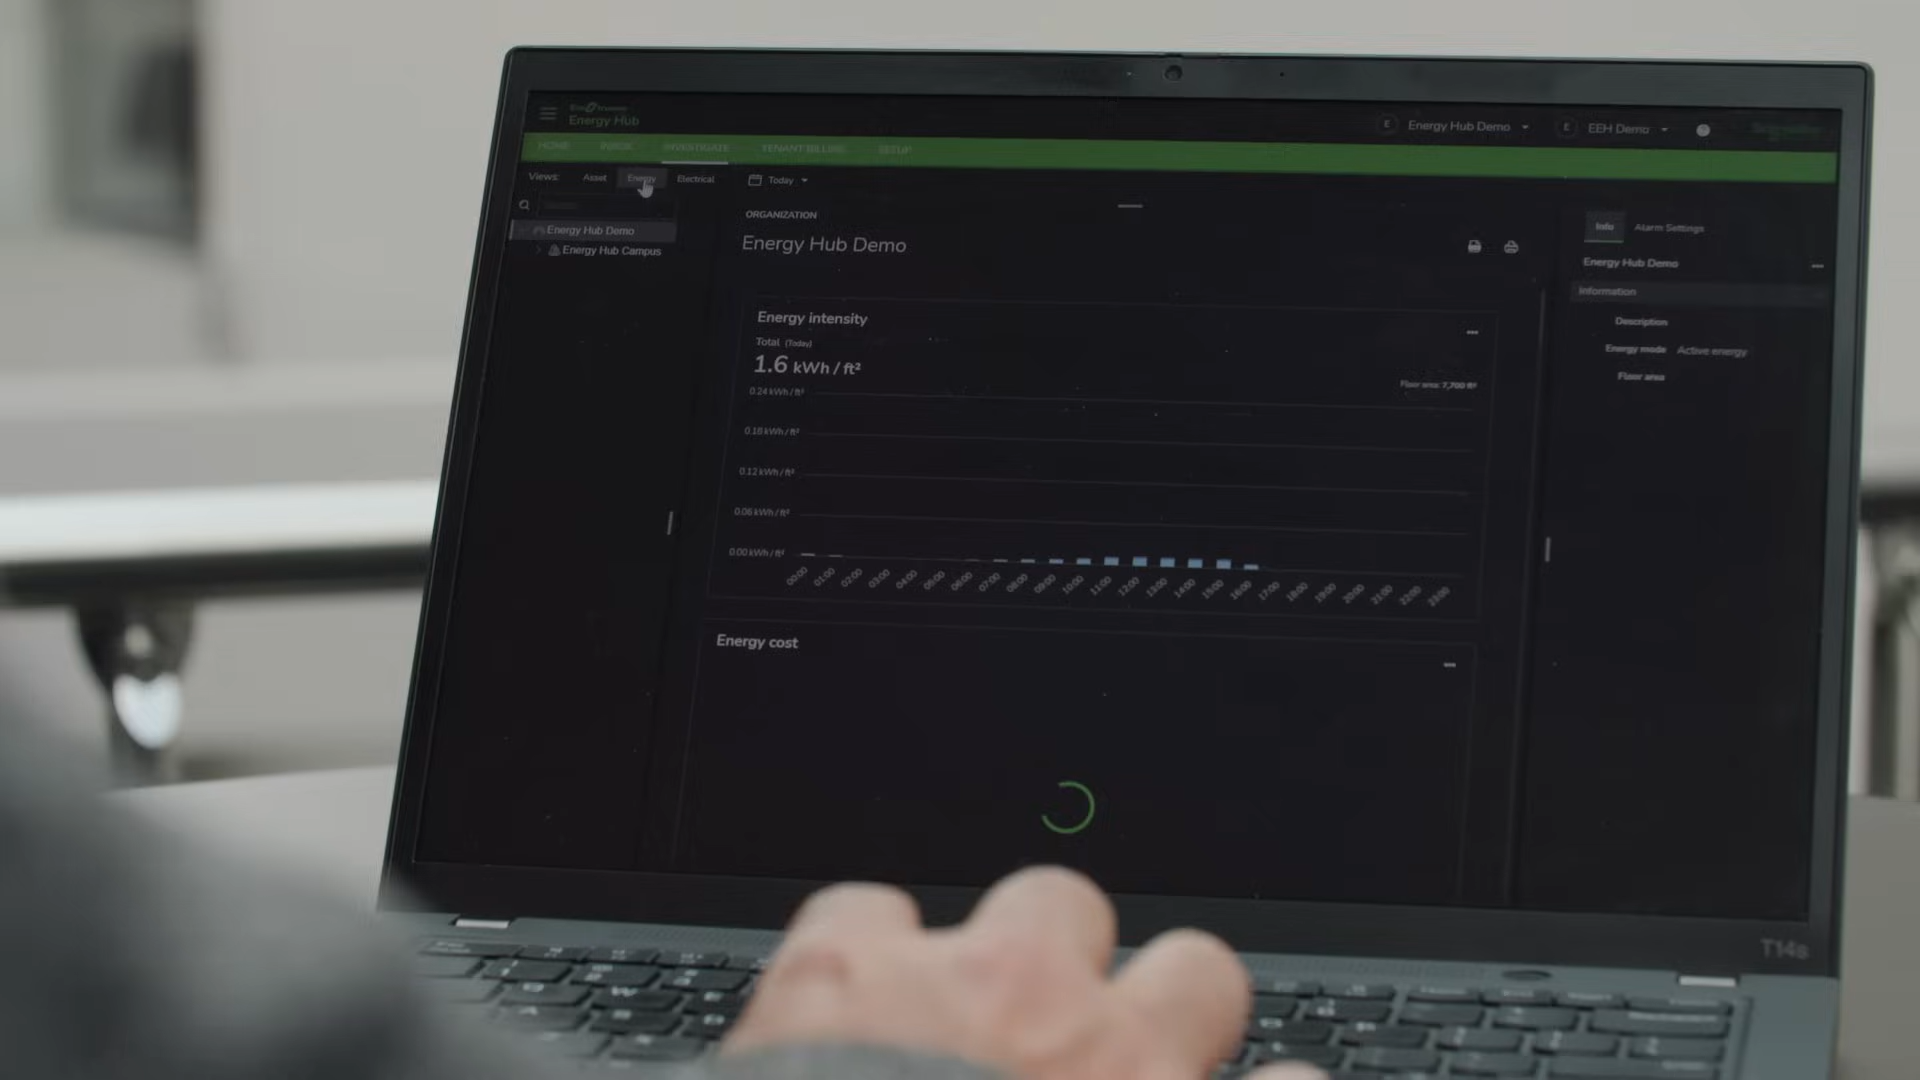 Energy Hub
Energy Hub Demo
EEH Demo
HOME
INVESTIGATE
TENANT BILLING
SETUP
Views:
Asset
Energy
Electrical
Today
Energy Hub Demo
Energy Hub Campus
ORGANIZATION
Energy Hub Demo
Energy intensity
Total (Today)
1.6 kWh / ft²
Floor area: 7,700 ft²
0.24 kWh / ft²
0.18 kWh / ft²
0.12 kWh / ft²
0.06 kWh / ft²
0.00 kWh / ft²
00:00 01:00 02:00 03:00 04:00 05:00 06:00 07:00 08:00 09:00 10:00 11:00 12:00 13:00 14:00 15:00 16:00 17:00 18:00 19:00 20:00 21:00 22:00 23:00
Energy cost
Info
Alarm Settings
Energy Hub Demo
Information
Description
Energy mode Active energy
Floor area
T14s